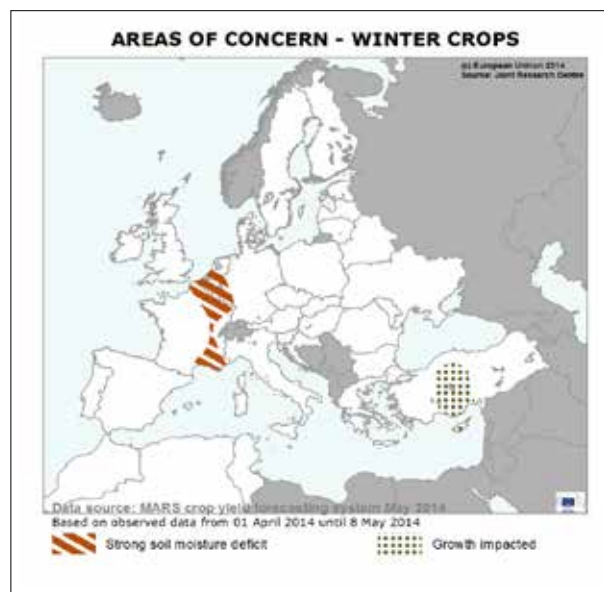 AREAS OF CONCERN - WINTER CROPS
(c) European Union 2014
Source: Joint Research Centre
Data source: MARS crop yield forecasting system May 2014
Based on observed data from 01 April 2014 until 8 May 2014
Strong soil moisture deficit
Growth impacted